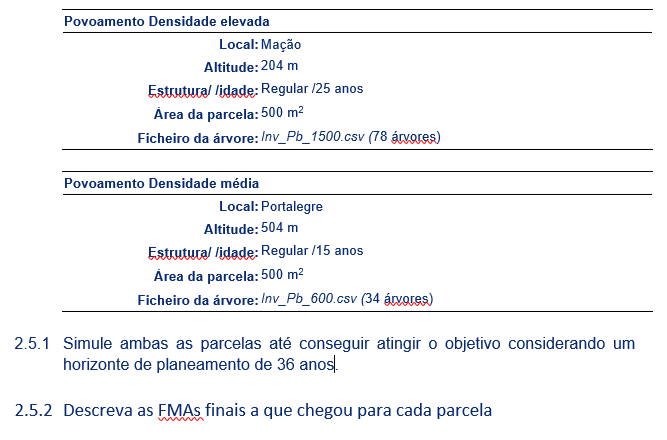 Povoamento Densidade elevada
Local: Mação
Altitude: 204 m
Estrutura/ /idade: Regular /25 anos
Área da parcela: 500 m²
Ficheiro da árvore: Inv_Pb_1500.csv (78 árvores)
Povoamento Densidade média
Local: Portalegre
Altitude: 504 m
Estrutura/ /idade: Regular /15 anos
Área da parcela: 500 m²
Ficheiro da árvore: Inv_Pb_600.csv (34 árvores)
2.5.1 Simule ambas as parcelas até conseguir atingir o objetivo considerando um
horizonte de planeamento de 36 anos.
2.5.2 Descreva as FMAs finais a que chegou para cada parcela